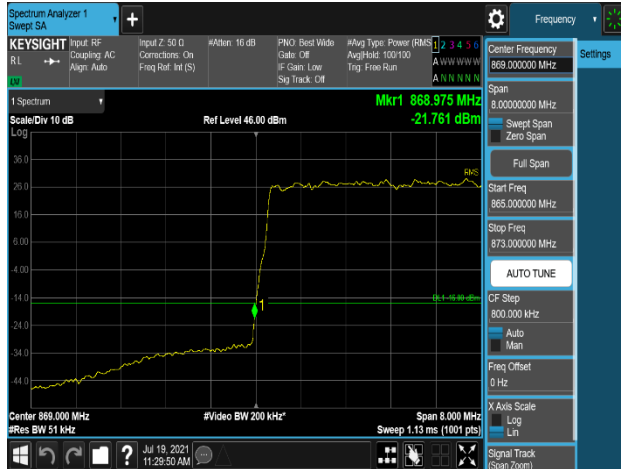 Spectrum Analyzer 1
Swept SA
Frequency
KEYSIGHT
Input: RF
Coupling: AC
Align: Auto
Input Z: 50 Ω
Corrections: On
Freq Ref: Int (S)
#Atten: 16 dB
PNO: Best Wide
Gate: Off
IF Gain: Low
Sig Track: Off
#Avg Type: Power (RMS
Avg|Hold: 100/100
Trig: Free Run
1 2 3 4 5 6
A W W W W W
A N N N N N
R L
Center Frequency
869.000000 MHz
Settings
Span
8.00000000 MHz
Swept Span
Zero Span
Full Span
Start Freq
865.000000 MHz
Stop Freq
873.000000 MHz
AUTO TUNE
CF Step
800.000 kHz
Auto
Man
Freq Offset
0 Hz
X Axis Scale
Log
Lin
Signal Track
(Span Zoom)
1 Spectrum
Scale/Div 10 dB
Ref Level 46.00 dBm
Mkr1 868.975 MHz
-21.761 dBm
Log
36.0
RMS
26.0
16.0
6.00
-4.00
-14.0
1
-24.0
-34.0
-44.0
Center 869.000 MHz
#Video BW 200 kHz*
Span 8.000 MHz
#Res BW 51 kHz
Sweep 1.13 ms (1001 pts)
?
Jul 19, 2021
11:29:50 AM